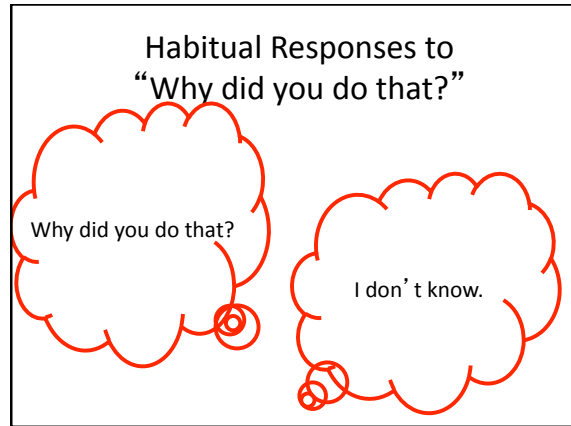 Habitual Responses to
“Why did you do that?”
Why did you do that?
I don’t know.